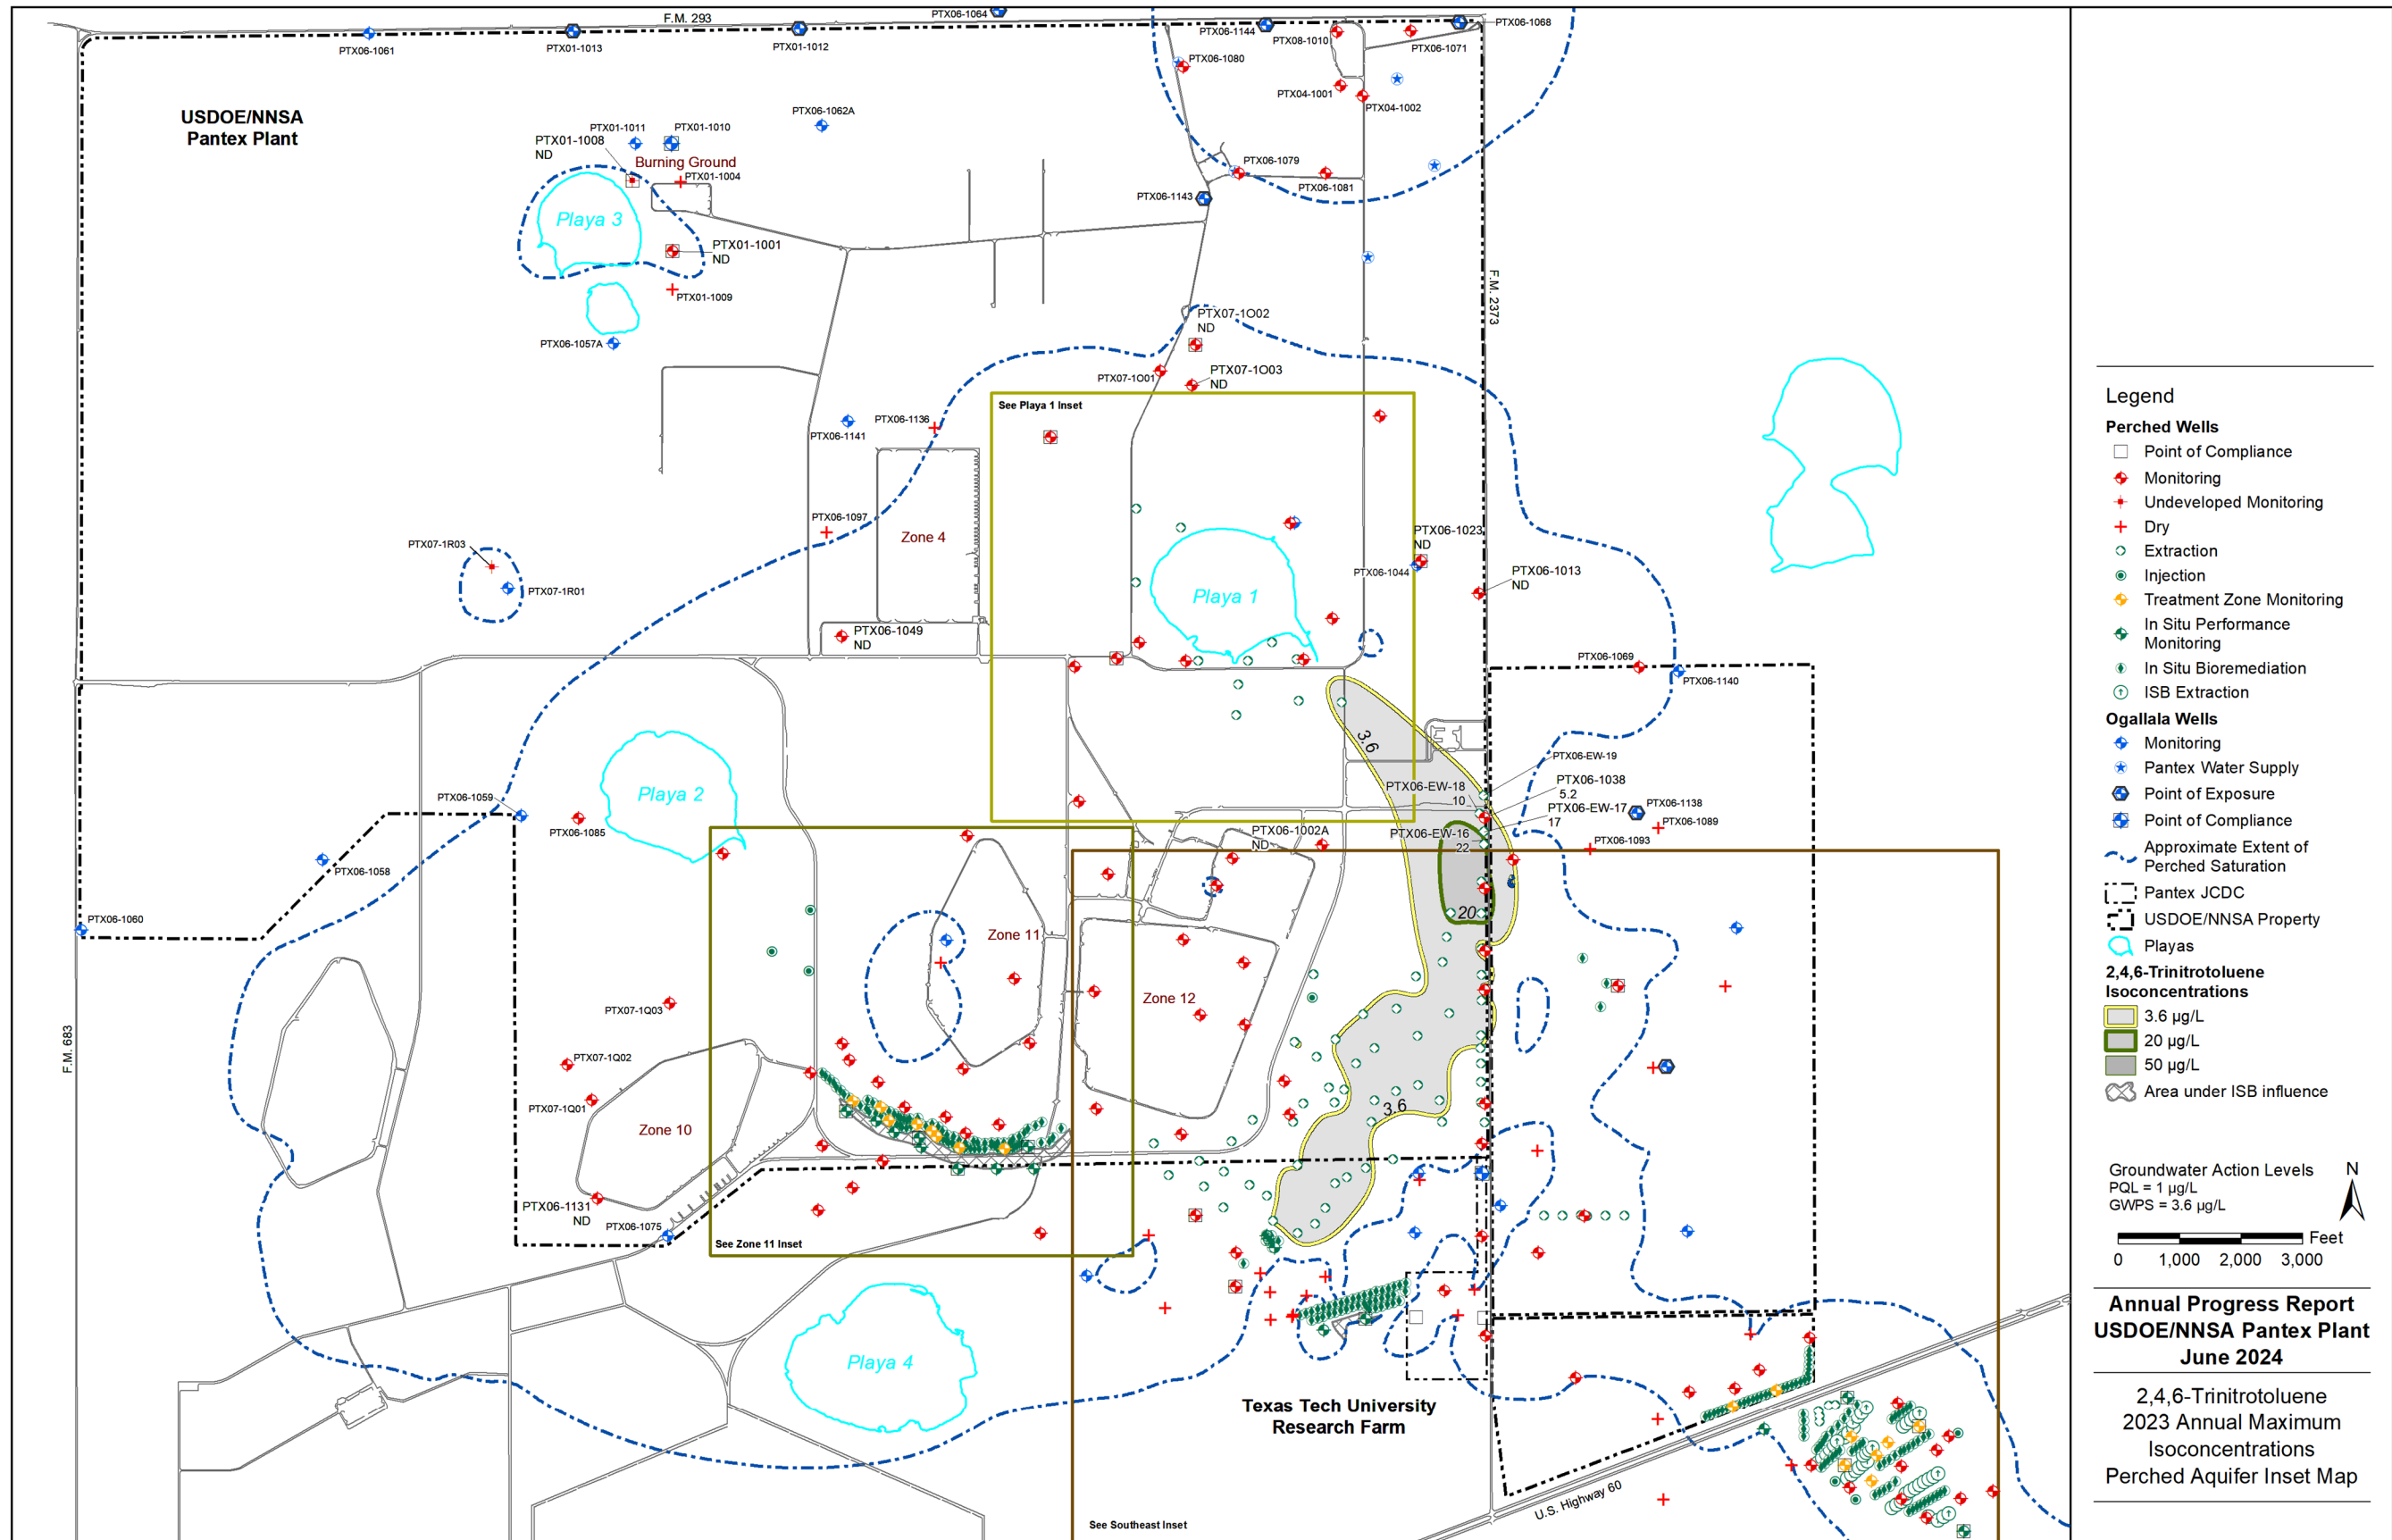 F.M. 293
PTX06-1064
PTX06-1061
PTX01-1013
PTX01-1012
PTX06-1144
PTX08-1010
PTX06-1071
PTX06-1068
PTX06-1080
PTX04-1001
PTX04-1002
USDOE/NNSA
Pantex Plant
PTX06-1062A
PTX01-1011
PTX01-1010
PTX01-1008
ND
Burning Ground
PTX01-1004
PTX06-1079
PTX06-1081
PTX06-1143
Playa 3
PTX01-1001
ND
PTX01-1009
F.M. 2373
PTX07-1O02
ND
PTX06-1057A
PTX07-1O01
PTX07-1O03
ND
See Playa 1 Inset
PTX06-1136
PTX06-1141
PTX06-1097
Zone 4
PTX06-1023
ND
PTX07-1R03
PTX06-1044
PTX06-1013
ND
PTX07-1R01
Playa 1
PTX06-1049
ND
PTX06-1069
PTX06-1140
3.6
PTX06-EW-19
PTX06-EW-18
10
PTX06-1038
5.2
PTX06-EW-17
17
PTX06-1059
Playa 2
PTX06-1138
PTX06-1089
PTX06-1085
PTX06-1002A
ND
PTX06-EW-16
22
PTX06-1093
PTX06-1058
PTX06-1060
20
Zone 11
Zone 12
PTX07-1Q03
F.M. 683
PTX07-1Q02
PTX07-1Q01
3.6
Zone 10
PTX06-1131
ND
PTX06-1075
See Zone 11 Inset
Playa 4
Texas Tech University
Research Farm
U.S. Highway 60
See Southeast Inset
Legend
Perched Wells
Point of Compliance
Monitoring
Undeveloped Monitoring
Dry
Extraction
Injection
Treatment Zone Monitoring
In Situ Performance
Monitoring
In Situ Bioremediation
ISB Extraction
Ogallala Wells
Monitoring
Pantex Water Supply
Point of Exposure
Point of Compliance
Approximate Extent of
Perched Saturation
Pantex JCDC
USDOE/NNSA Property
Playas
2,4,6-Trinitrotoluene
Isoconcentrations
3.6 µg/L
20 µg/L
50 µg/L
Area under ISB influence
Groundwater Action Levels
PQL = 1 µg/L
GWPS = 3.6 µg/L
N
Feet
0 1,000 2,000 3,000
Annual Progress Report
USDOE/NNSA Pantex Plant
June 2024
2,4,6-Trinitrotoluene
2023 Annual Maximum
Isoconcentrations
Perched Aquifer Inset Map